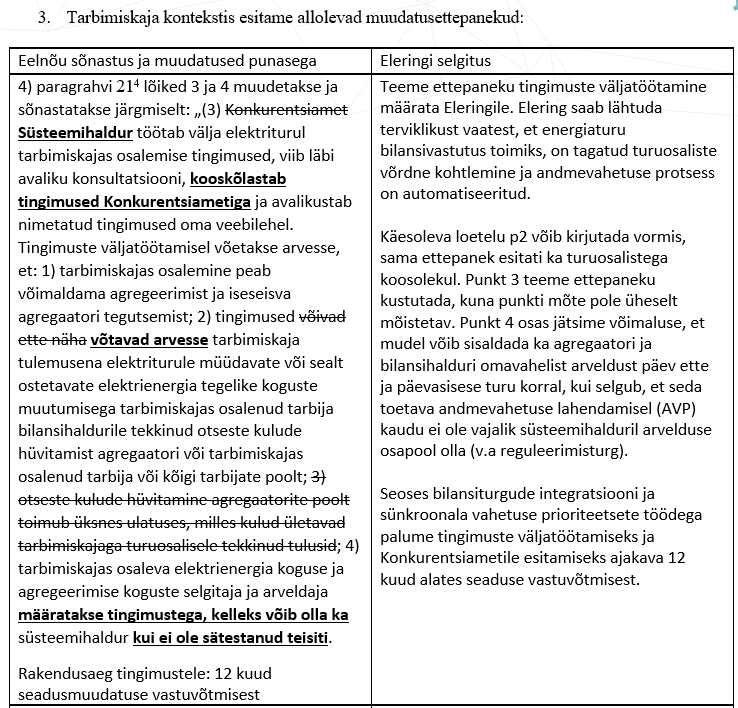 3. Tarbimiskaja kontekstis esitame allolevad muudatusettepanekud:
Eelnõu sõnastus ja muudatused punasega
4) paragrahvi 21⁴ lõiked 3 ja 4 muudetakse ja
sõnastatakse järgmiselt: „(3) Konkurentsiamet
Süsteemihaldur töötab välja elektriturul
tarbimiskajas osalemise tingimused, viib läbi
avaliku konsultatsiooni, kooskõlastab
tingimused Konkurentsiametiga ja avalikustab
nimetatud tingimused oma veebilehel.
Tingimuste väljatöötamisel võetakse arvesse,
et: 1) tarbimiskajas osalemine peab
võimaldama agregeerimist ja iseseisva
agregaatori tegutsemist; 2) tingimused võivad
ette näha võtavad arvesse tarbimiskaja
tulemusena elektriturule müüdavate või sealt
ostetavate elektrienergia tegelike koguste
muutumisega tarbimiskajas osalenud tarbija
bilansihaldurile tekkinud otseste kulude
hüvitamist agregaatori või tarbimiskajas
osalenud tarbija või kõigi tarbijate poolt; 3)
otseste kulude hüvitamine agregaatorite poolt
toimub üksnes ulatuses, milles kulud ületavad
tarbimiskajaga turuosalisele tekkinud tulusid; 4)
tarbimiskajas osaleva elektrienergia koguse ja
agregeerimise koguste selgitaja ja arveldaja
määratakse tingimustega, kelleks võib olla ka
süsteemihaldur kui ei ole sätestanud teisiti.
Rakendusaeg tingimustele: 12 kuud
seadusmuudatuse vastuvõtmisest
Eleringi selgitus
Teeme ettepaneku tingimuste väljatöötamine
määrata Eleringile. Elering saab lähtuda
terviklikust vaatest, et energiaturu
bilansivastutus toimiks, on tagatud turuosaliste
võrdne kohtlemine ja andmevahetuse protsess
on automatiseeritud.
Käesoleva loetelu p2 võib kirjutada vormis,
sama ettepanek esitati ka turuosalistega
koosolekul. Punkt 3 teeme ettepaneku
kustutada, kuna punkti mõte pole üheselt
mõistetav. Punkt 4 osas jätsime võimaluse, et
mudel võib sisaldada ka agregaatori ja
bilansihalduri omavahelist arveldust päev ette
ja päevasisese turu korral, kui selgub, et seda
toetava andmevahetuse lahendamisel (AVP)
kaudu ei ole vajalik süsteemihalduril arvelduse
osapool olla (v.a reguleerimisturg).
Seoses bilansiturgude integratsiooni ja
sünkroonala vahetuse prioriteetsete töödega
palume tingimuste väljatöötamiseks ja
Konkurentsiametile esitamiseks ajakava 12
kuud alates seaduse vastuvõtmisest.